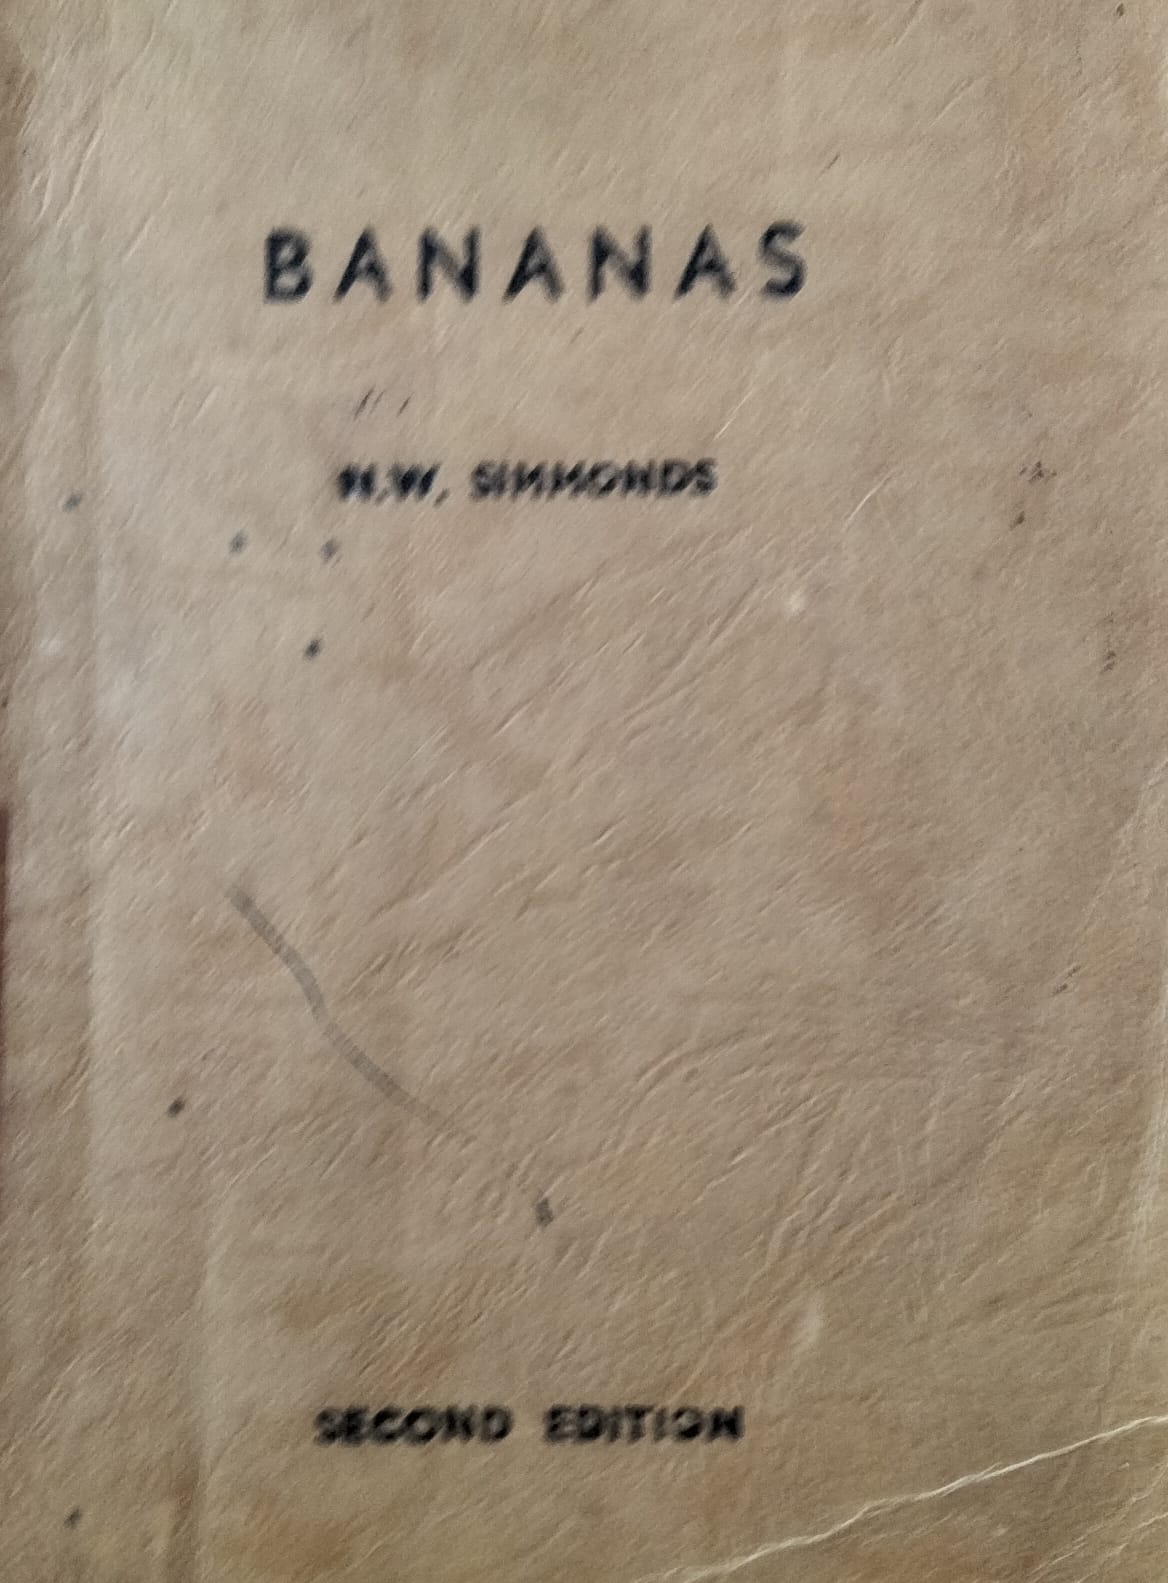 BANANAS
N.W. SIMMONDS
SECOND EDITION